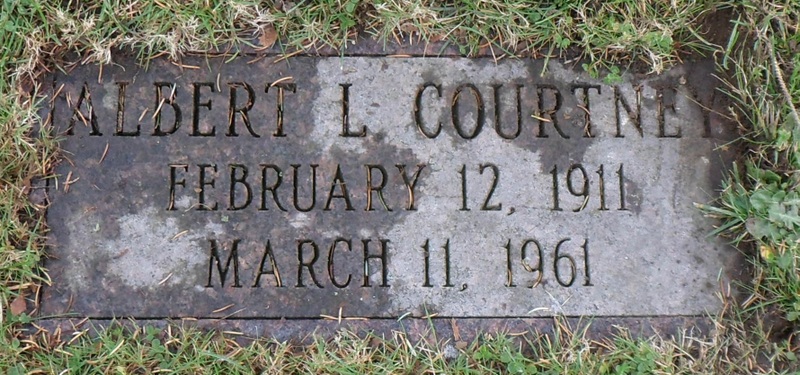 ALBERT L COURTNEY
FEBRUARY 12, 1911
MARCH 11, 1961